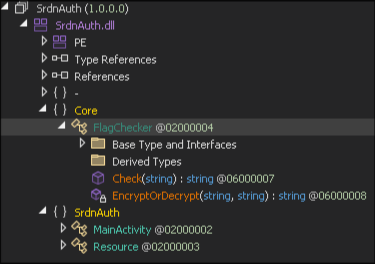 SrdnAuth (1.0.0.0)
SrdnAuth.dll
PE
Type References
References
{ } -
{ } Core
FlagChecker @02000004
Base Type and Interfaces
Derived Types
Check(string) : string @06000007
EncryptOrDecrypt(string, string) : string @06000008
{ } SrdnAuth
MainActivity @02000002
Resource @02000003